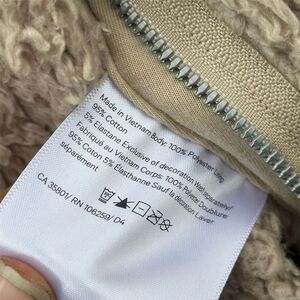 Made in Vietnam Body: 100% Polyester Lining:
95% Cotton
5% Elastane Exclusive of decoration Wash separately/
Fabriqué au Vietnam Corps: 100% Polyester Doublure:
95% Coton 5% Élasthanne Sauf la décoration Laver
séparément
CA 35801/ RN 106259/ D4